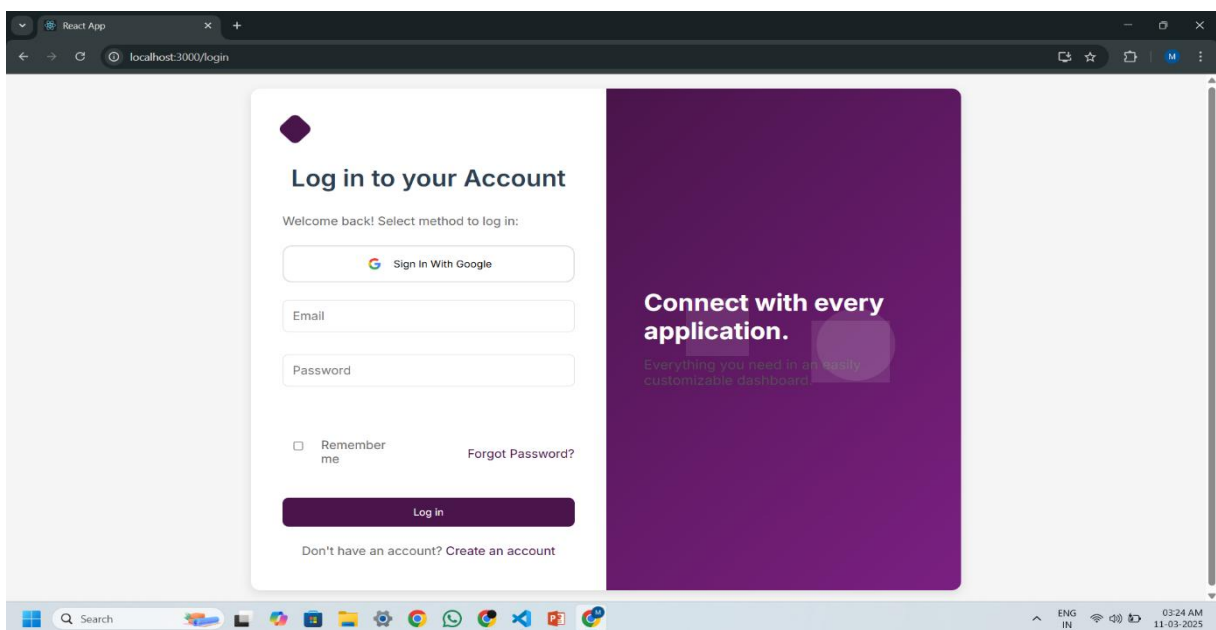 React App
localhost:3000/login
M
Log in to your Account
Welcome back! Select method to log in:
Sign In With Google
Email
Password
Remember
me
Forgot Password?
Log in
Don't have an account? Create an account
Connect with every
application.
Everything you need in an easily
customizable dashboard.
Search
ENG
IN
03:24 AM
11-03-2025